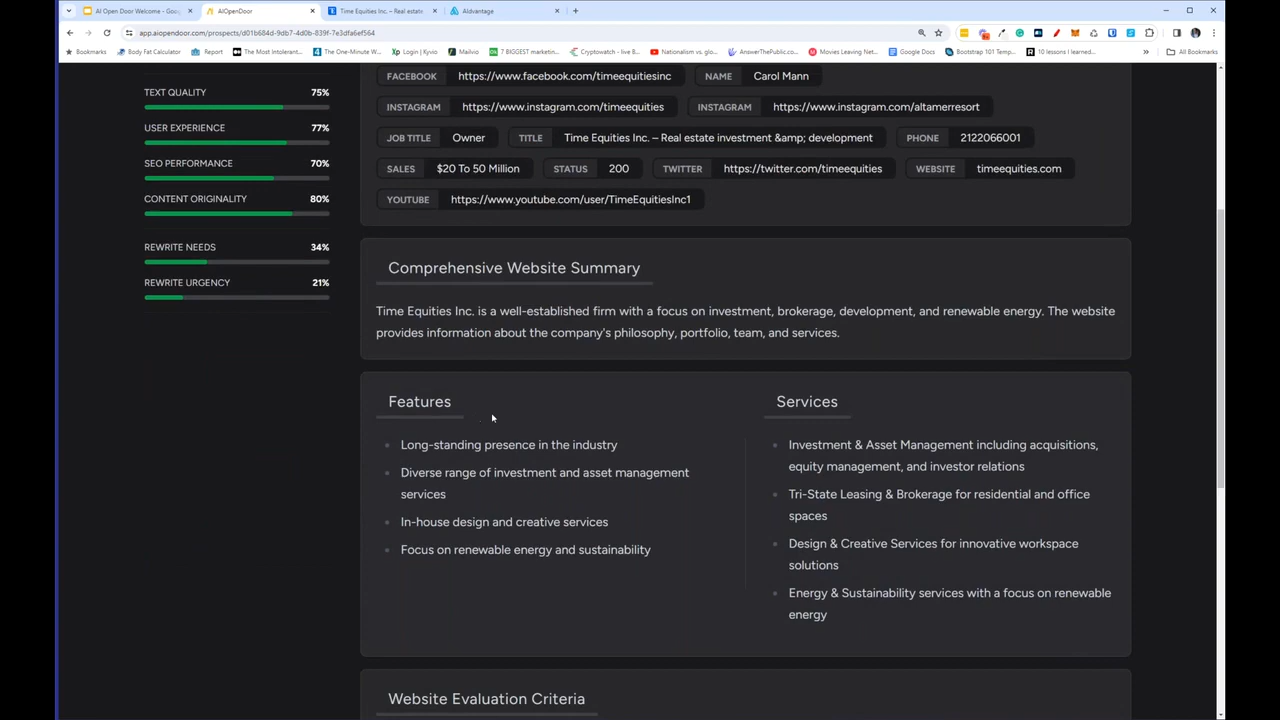 AI Open Door Welcome - Goo
AIOpenDoor
Time Equities Inc. – Real estate
AIdvantage
app.aiopendoor.com/prospects/d01b684d-9db7-4d0b-839f-7e3dfa6ef564
Bookmarks
Body Fat Calculator
Report
The Most Intolerant...
The One-Minute W...
Login | Kyvio
Mailvio
7 BIGGEST marketin...
Cryptowatch - live B...
Nationalism vs. glo...
AnswerThePublic.co...
Movies Leaving Net...
Google Docs
Bootstrap 101 Temp...
10 lessons I learned...
All Bookmarks
FACEBOOK https://www.facebook.com/timeequitiesinc NAME Carol Mann
INSTAGRAM https://www.instagram.com/timeequities INSTAGRAM https://www.instagram.com/altamerresort
JOB TITLE Owner TITLE Time Equities Inc. – Real estate investment &amp; development PHONE 2122066001
SALES $20 To 50 Million STATUS 200 TWITTER https://twitter.com/timeequities WEBSITE timeequities.com
YOUTUBE https://www.youtube.com/user/TimeEquitiesInc1
TEXT QUALITY 75%
USER EXPERIENCE 77%
SEO PERFORMANCE 70%
CONTENT ORIGINALITY 80%
REWRITE NEEDS 34%
REWRITE URGENCY 21%
Comprehensive Website Summary
Time Equities Inc. is a well-established firm with a focus on investment, brokerage, development, and renewable energy. The website
provides information about the company's philosophy, portfolio, team, and services.
Features
Long-standing presence in the industry
Diverse range of investment and asset management
services
In-house design and creative services
Focus on renewable energy and sustainability
Services
Investment & Asset Management including acquisitions,
equity management, and investor relations
Tri-State Leasing & Brokerage for residential and office
spaces
Design & Creative Services for innovative workspace
solutions
Energy & Sustainability services with a focus on renewable
energy
Website Evaluation Criteria